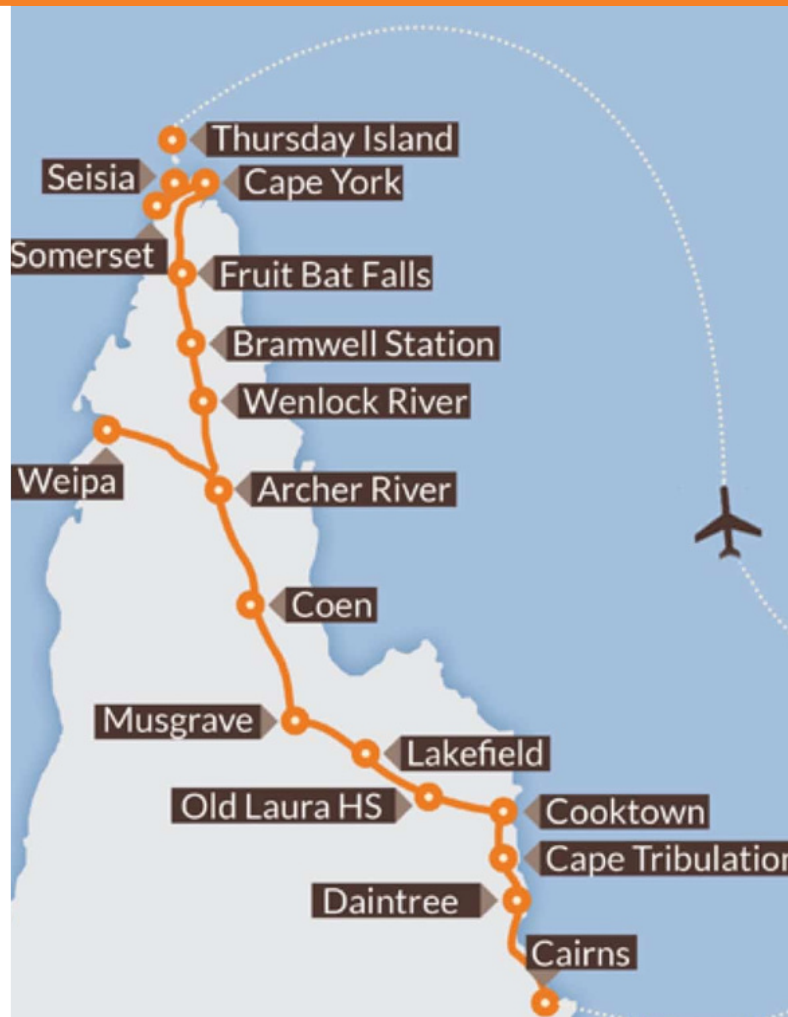 Thursday Island
Seisia
Cape York
Somerset
Fruit Bat Falls
Bramwell Station
Wenlock River
Weipa
Archer River
Coen
Musgrave
Lakefield
Old Laura HS
Cooktown
Cape Tribulation
Daintree
Cairns